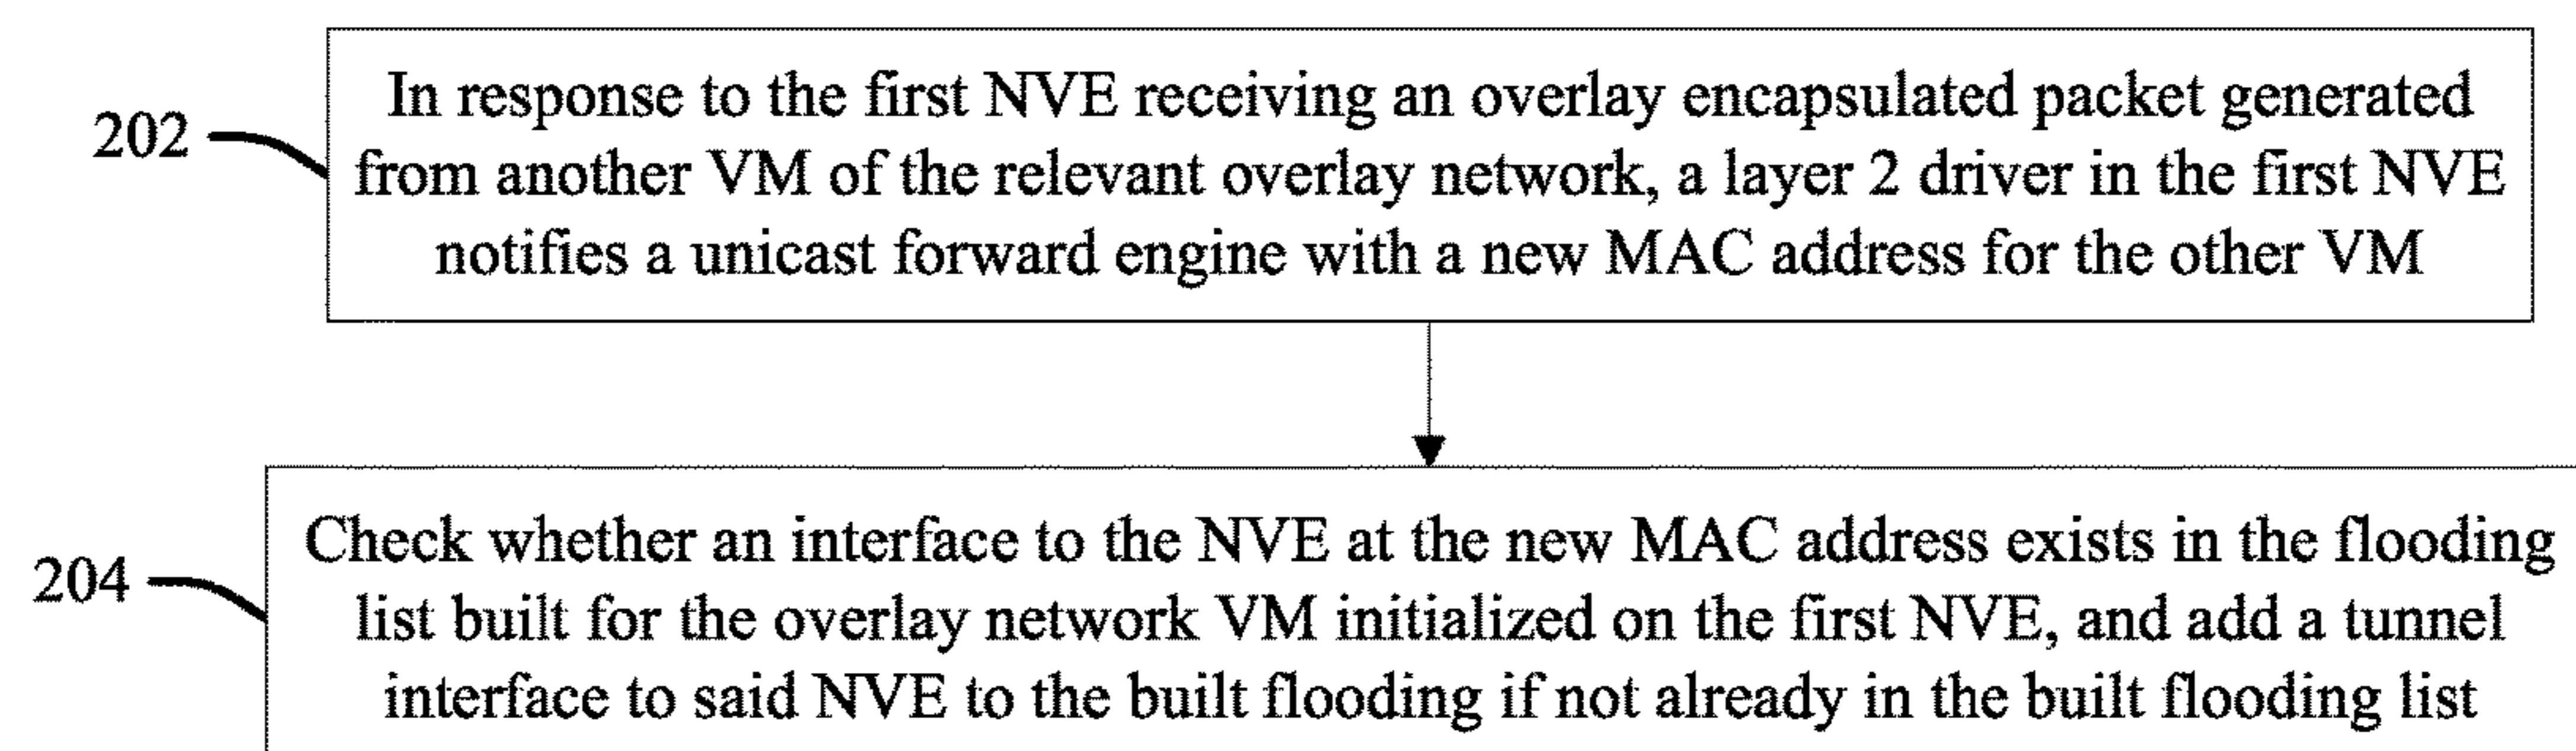 In response to the first NVE receiving an overlay encapsulated packet generated
202
from another VM of the relevant overlay network, a layer 2 driver in the first NVE
notifies a unicast forward engine with a new MAC address for the other VM
Check whether an interface to the NVE at the new MAC address exists in the flooding
204
list built for the overlay network VM initialized on the first NVE, and add a tunnel
interface to said NVE to the built flooding if not already in the built flooding list